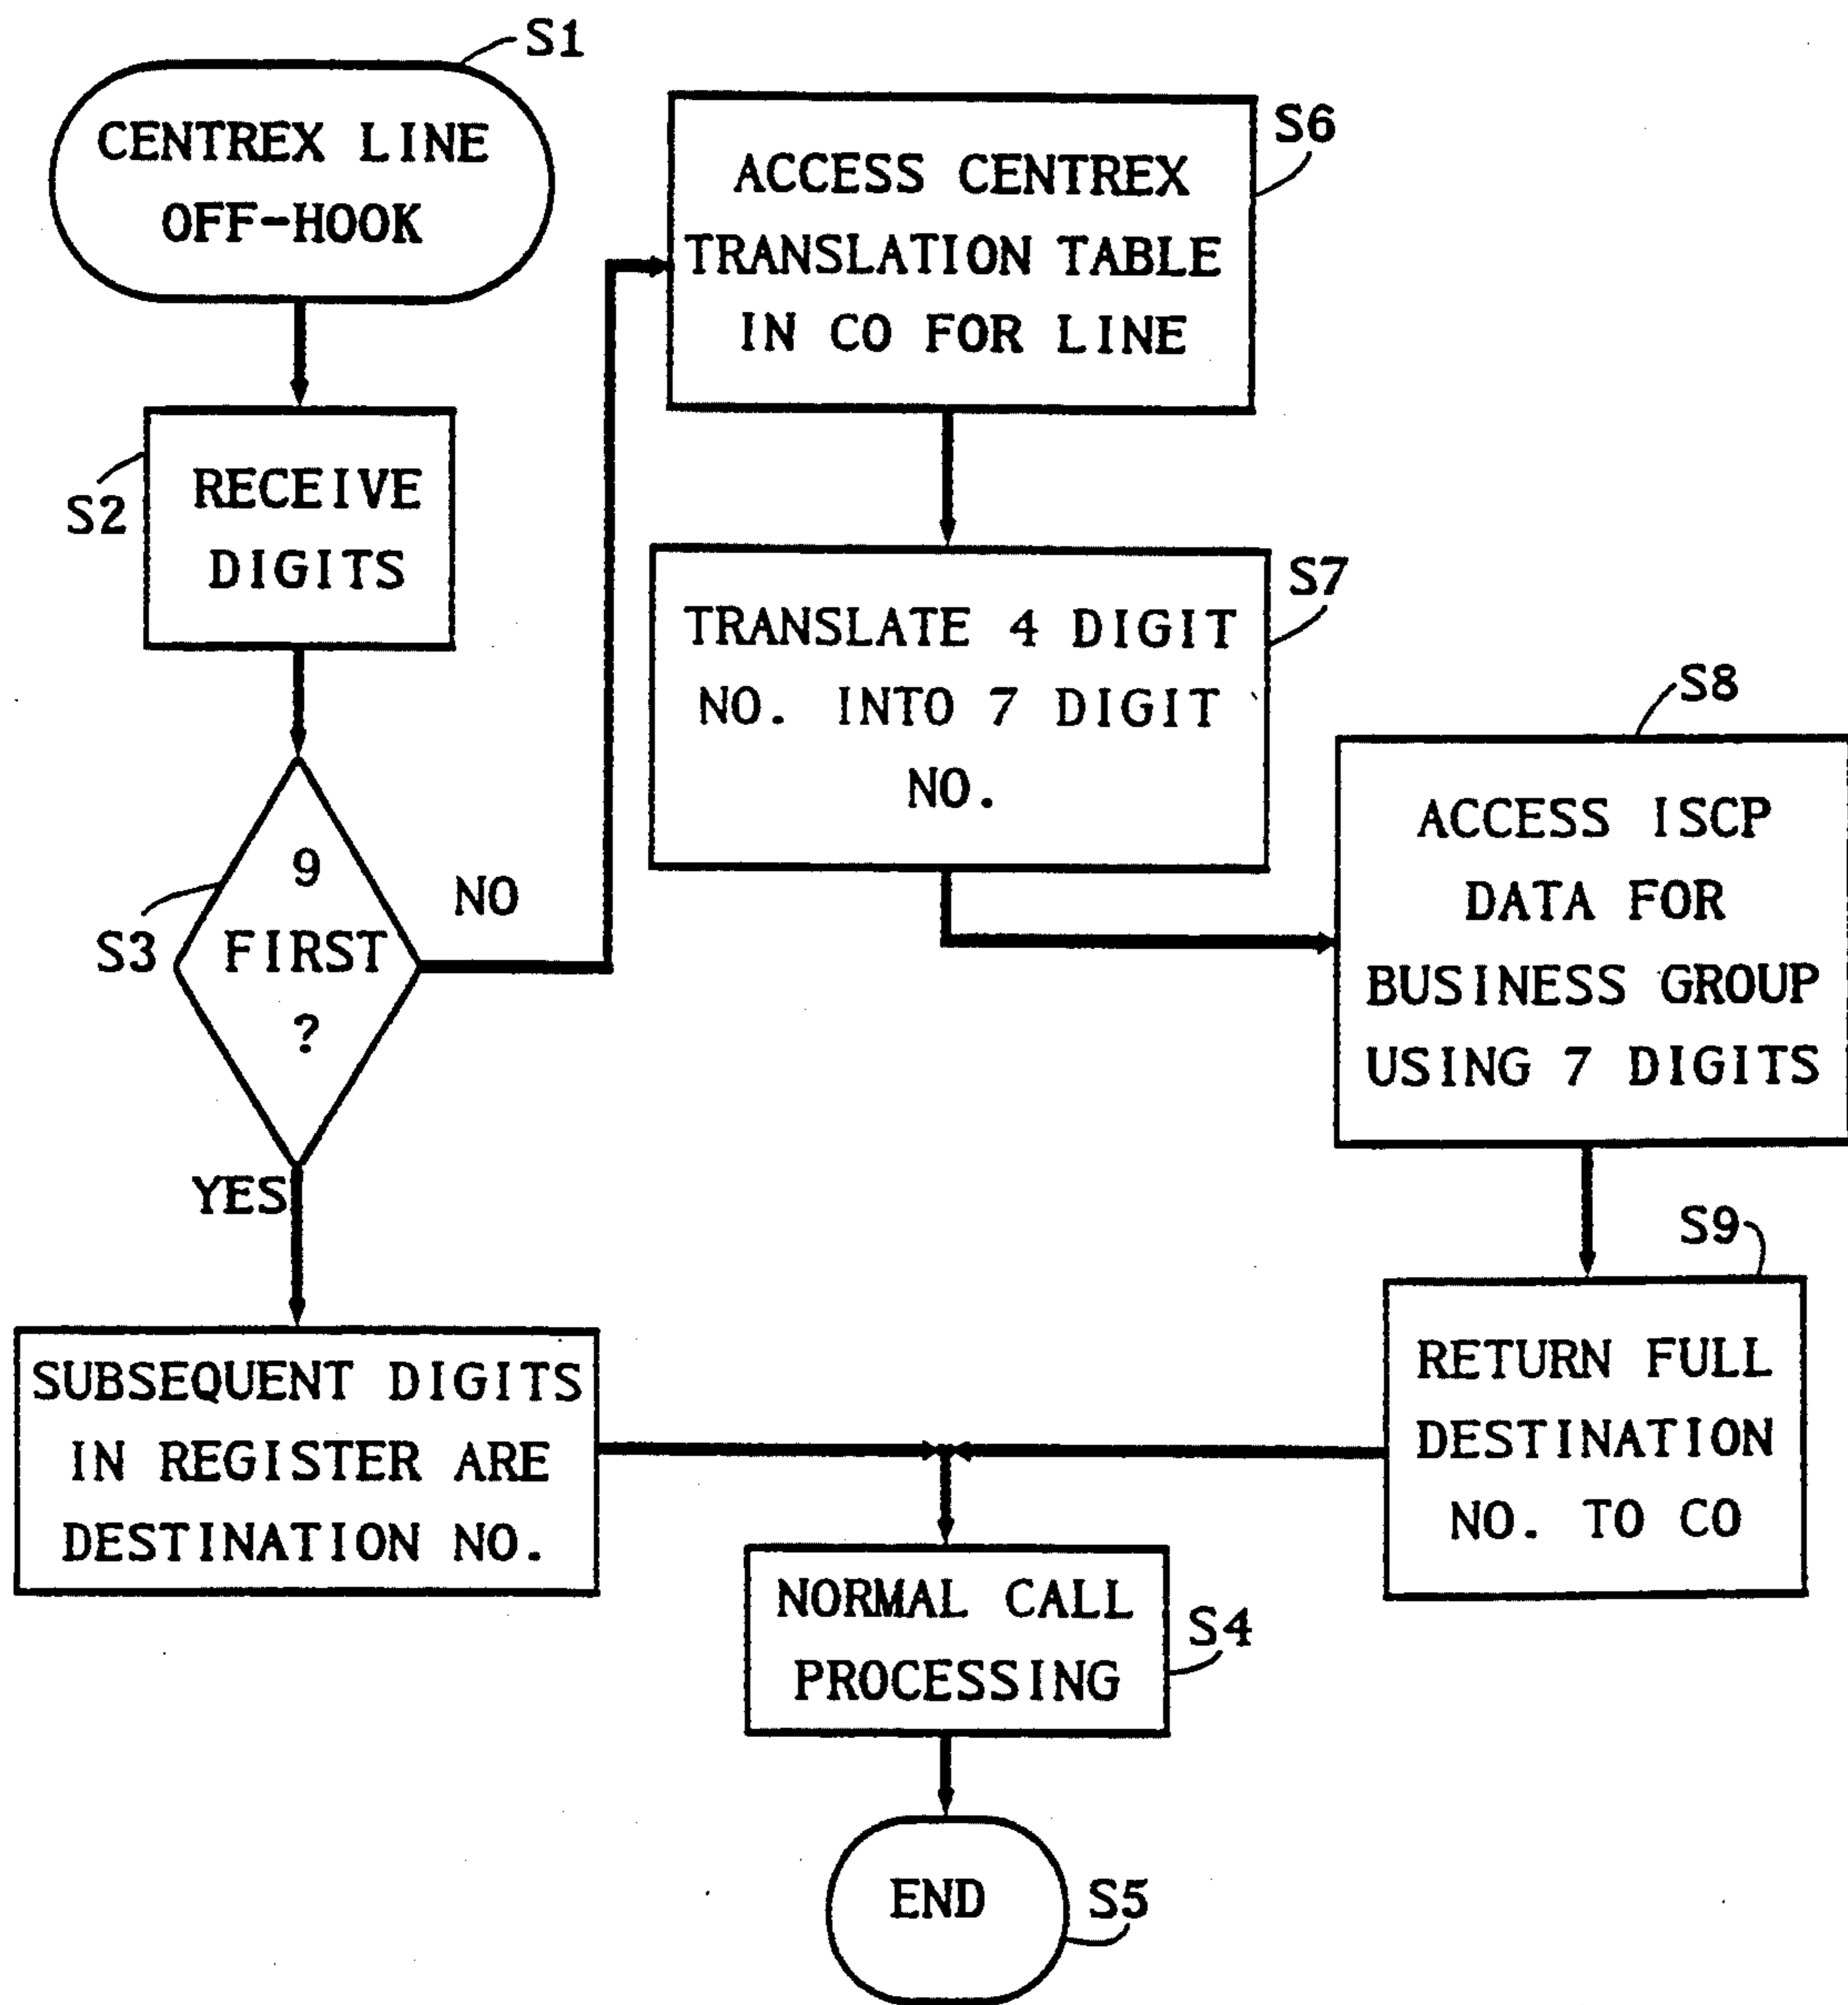 S1
CENTREX LINE
OFF-HOOK
S2
RECEIVE
DIGITS
S3
9
FIRST
?
NO
YES
SUBSEQUENT DIGITS
IN REGISTER ARE
DESTINATION NO.
S6
ACCESS CENTREX
TRANSLATION TABLE
IN CO FOR LINE
S7
TRANSLATE 4 DIGIT
NO. INTO 7 DIGIT
NO.
S8
ACCESS ISCP
DATA FOR
BUSINESS GROUP
USING 7 DIGITS
S9
RETURN FULL
DESTINATION
NO. TO CO
NORMAL CALL
PROCESSING
S4
END
S5